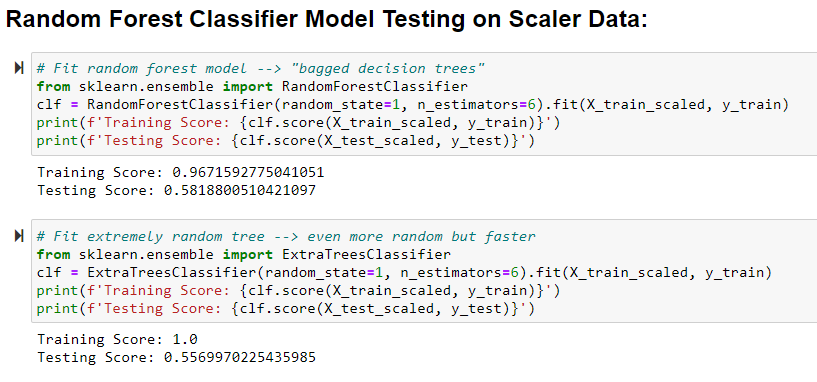 Random Forest Classifier Model Testing on Scaler Data:
# Fit random forest model --> "bagged decision trees"
from sklearn.ensemble import RandomForestClassifier
clf = RandomForestClassifier(random_state=1, n_estimators=6).fit(X_train_scaled, y_train)
print(f'Training Score: {clf.score(X_train_scaled, y_train)}')
print(f'Testing Score: {clf.score(X_test_scaled, y_test)}')
Training Score: 0.9671592775041051
Testing Score: 0.5818800510421097
# Fit extremely random tree --> even more random but faster
from sklearn.ensemble import ExtraTreesClassifier
clf = ExtraTreesClassifier(random_state=1, n_estimators=6).fit(X_train_scaled, y_train)
print(f'Training Score: {clf.score(X_train_scaled, y_train)}')
print(f'Testing Score: {clf.score(X_test_scaled, y_test)}')
Training Score: 1.0
Testing Score: 0.5569970225435985